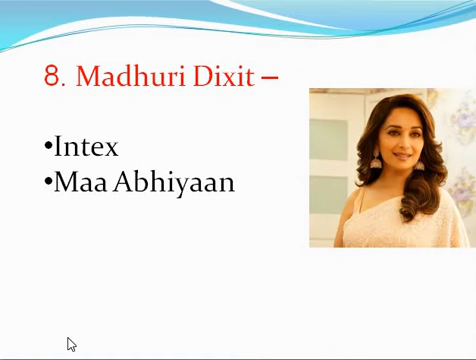 8. Madhuri Dixit –
•Intex
•Maa Abhiyaan